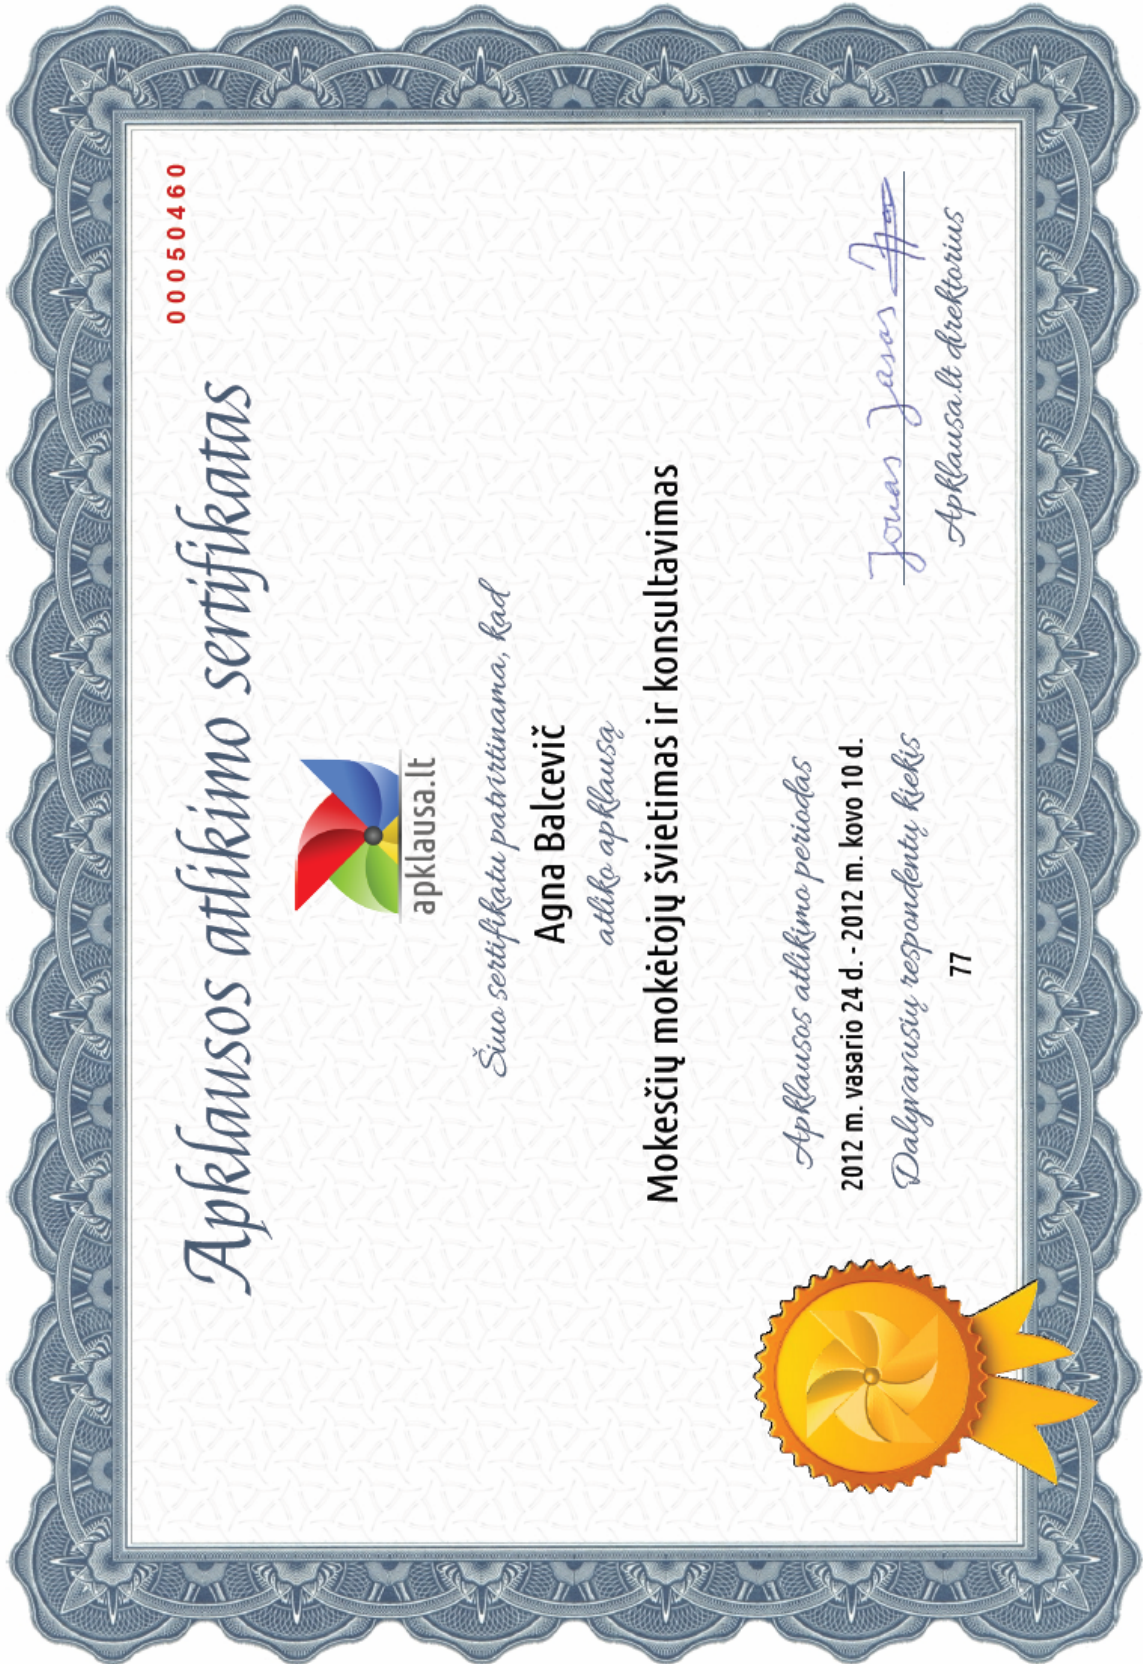 00050460
Apklausos atlikimo sertifikatas
apklausa.lt
Šiuo sertifikatu patvirtinama, kad
Agna Balcevič
atliko apklausą
Mokesčių mokėtojų švietimas ir konsultavimas
Apklausos atlikimo periodas
2012 m. vasario 24 d. - 2012 m. kovo 10 d.
Dalyvavusių respondentų kiekis
77
Jonas Jasas
Apklausa.lt direktorius